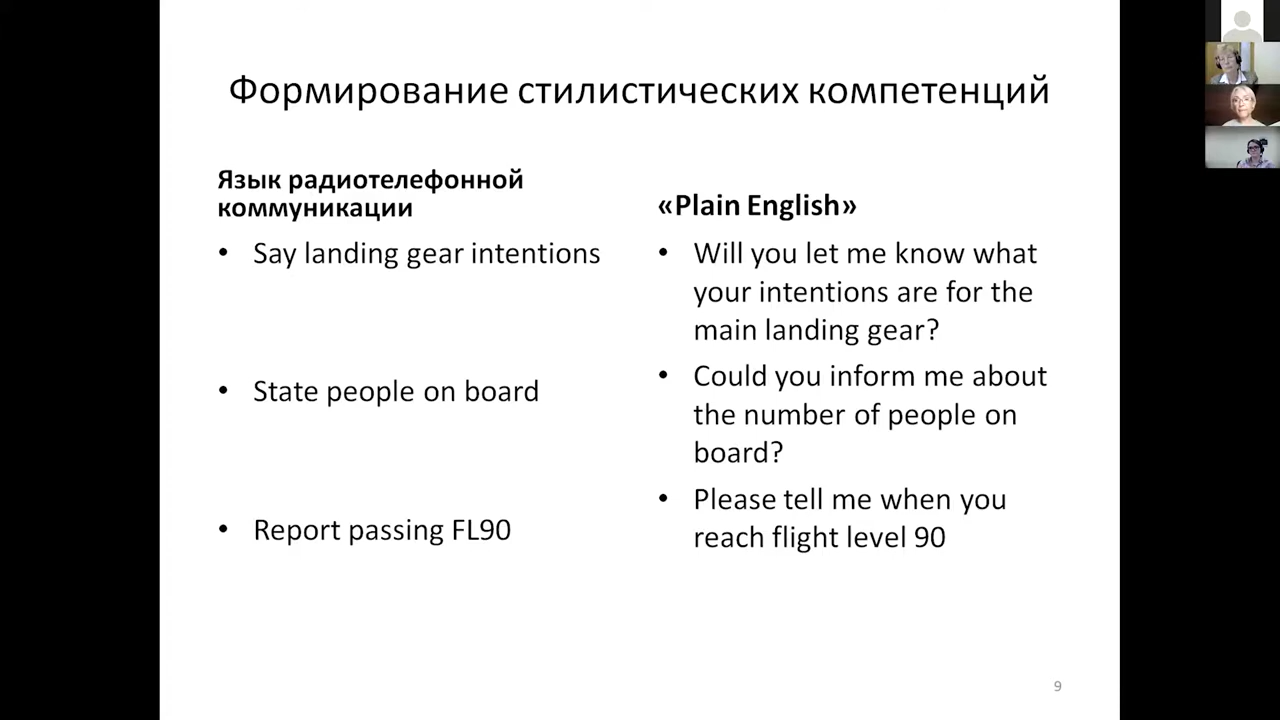 Формирование стилистических компетенций
Язык радиотелефонной
коммуникации
• Say landing gear intentions
• State people on board
• Report passing FL90
«Plain English»
• Will you let me know what
your intentions are for the
main landing gear?
• Could you inform me about
the number of people on
board?
• Please tell me when you
reach flight level 90
9